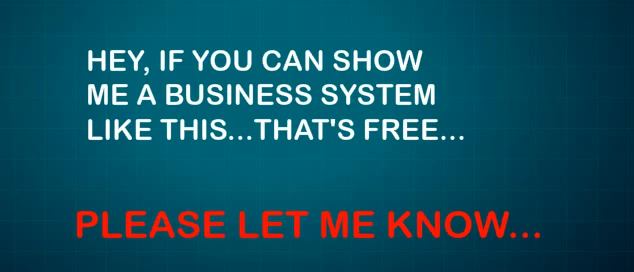 HEY, IF YOU CAN SHOW
ME A BUSINESS SYSTEM
LIKE THIS...THAT'S FREE...
PLEASE LET ME KNOW...